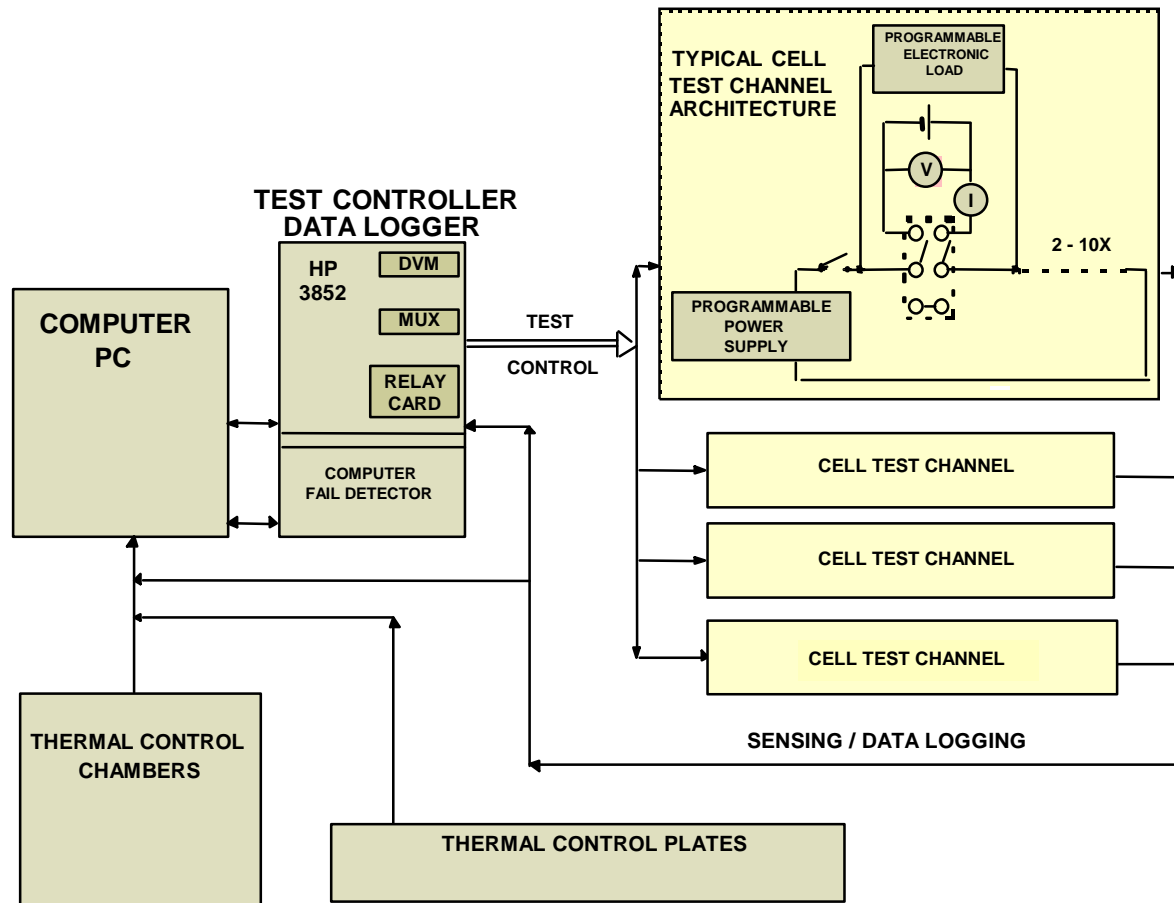 TYPICAL CELL
TEST CHANNEL
ARCHITECTURE
PROGRAMMABLE
ELECTRONIC
LOAD
V
I
2 - 10X
PROGRAMMABLE
POWER
SUPPLY
TEST CONTROLLER
DATA LOGGER
HP
3852
DVM
MUX
RELAY
CARD
COMPUTER
FAIL DETECTOR
COMPUTER
PC
TEST
CONTROL
CELL TEST CHANNEL
CELL TEST CHANNEL
CELL TEST CHANNEL
SENSING / DATA LOGGING
THERMAL CONTROL
CHAMBERS
THERMAL CONTROL PLATES